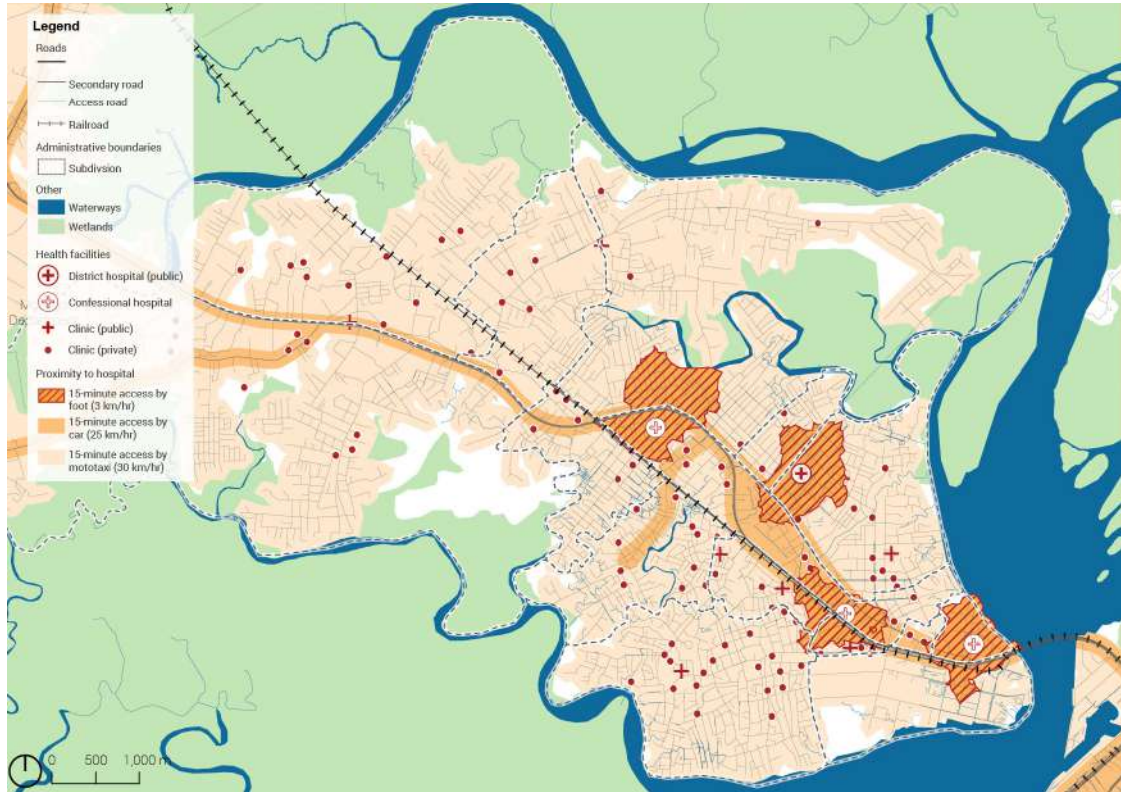 Legend
Roads
Secondary road
Access road
Railroad
Administrative boundaries
Subdivsion
Other
Waterways
Wetlands
Health facilities
District hospital (public)
Confessional hospital
Clinic (public)
Clinic (private)
Proximity to hospital
15-minute access by
foot (3 km/hr)
15-minute access by
car (25 km/hr)
15-minute access by
mototaxi (30 km/hr)
0 500 1,000 m